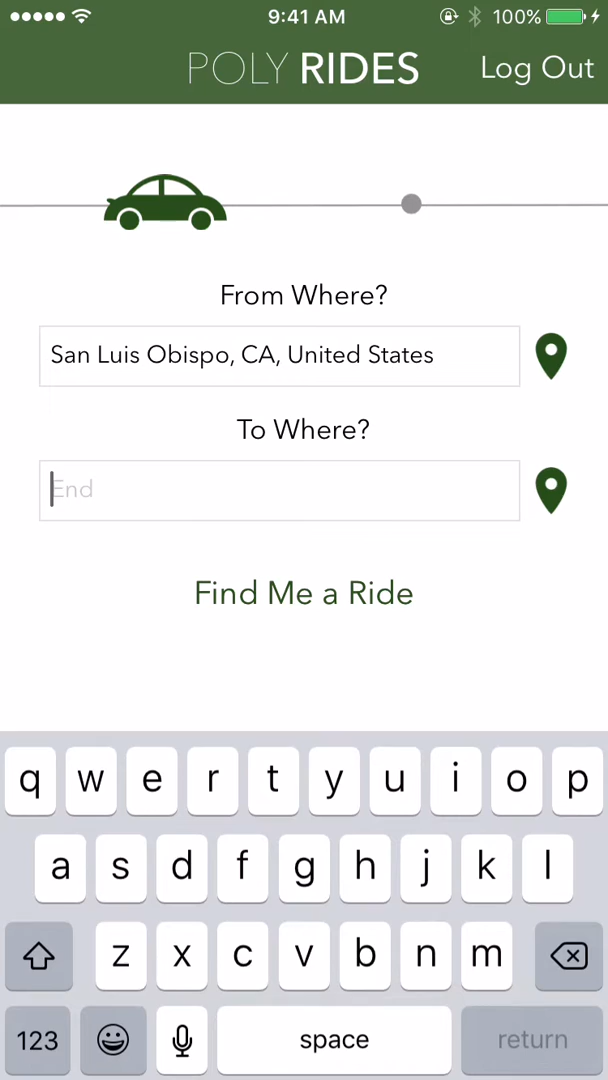 9:41 AM 100%
POLY RIDES Log Out
From Where?
San Luis Obispo, CA, United States
To Where?
End
Find Me a Ride
q w e r t y u i o p
a s d f g h j k l
z x c v b n m
123 space return